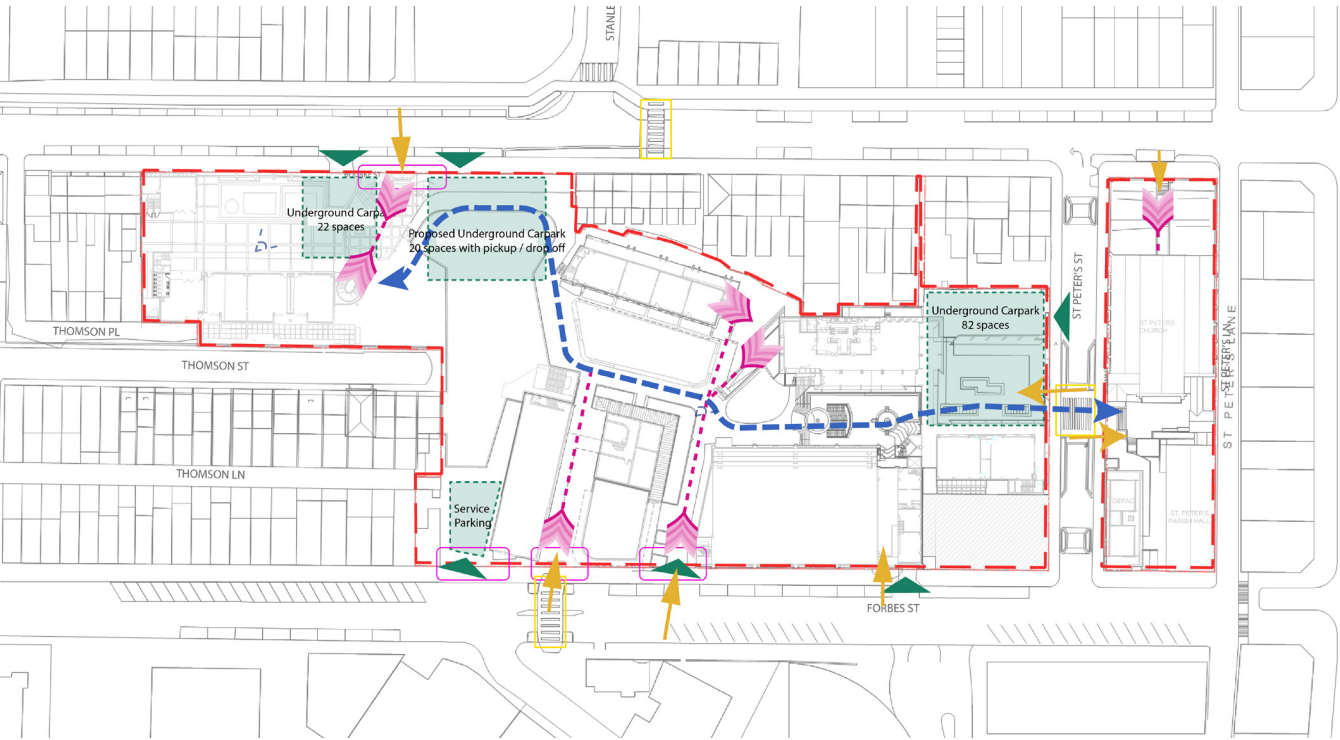 STANLE
Underground Carpa
22 spaces
Proposed Underground Carpark
20 spaces with pickup / drop off
Underground Carpark
82 spaces
ST PETER'S ST
ST PETERS
CHURCH
ST PETER'S LN
ST PETER'S LANE
THOMSON PL
THOMSON ST
THOMSON LN
Service
Parking
DEPAC
ST. PETER'S
PARISH HALL
FORBES ST